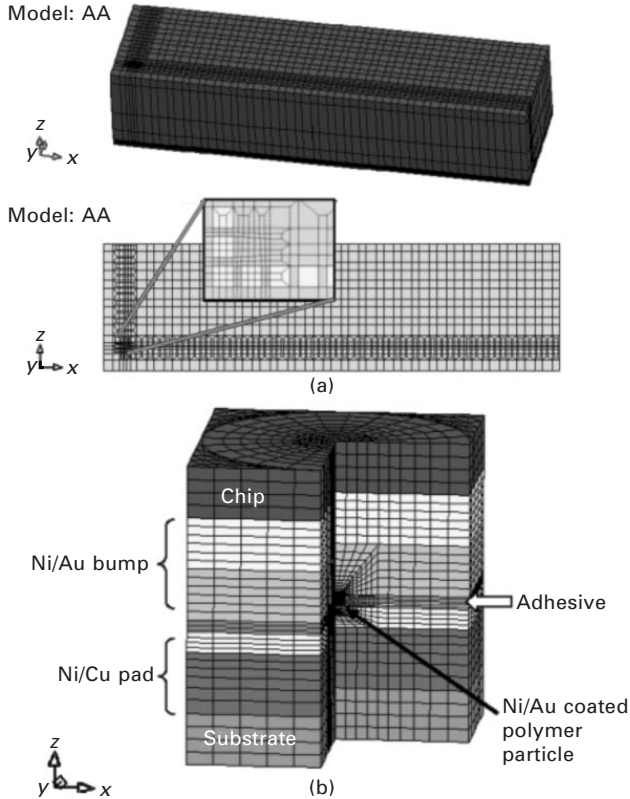 Model: AA
z
y
x
Model: AA
z
y
x
(a)
Chip
Ni/Au bump
Adhesive
Ni/Cu pad
Ni/Au coated
polymer
particle
Substrate
z
y
x
(b)